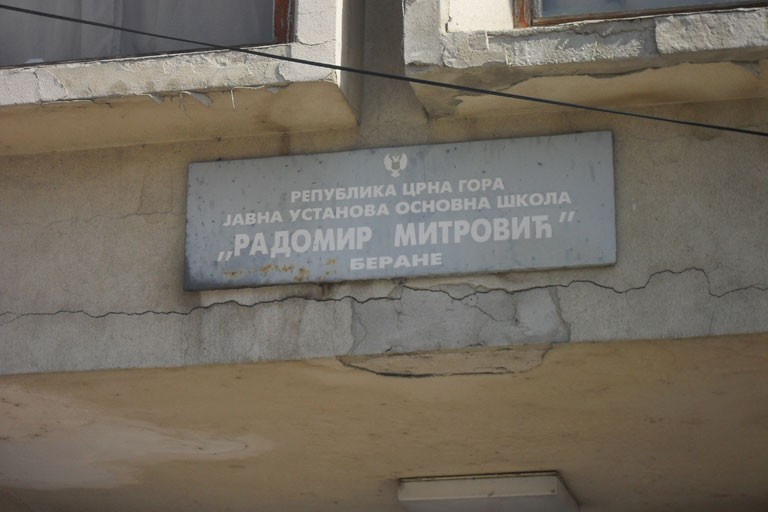 РЕПУБЛИКА ЦРНА ГОРА
ЈАВНА УСТАНОВА ОСНОВНА ШКОЛА
„РАДОМИР МИТРОВИЋ”
БЕРАНЕ